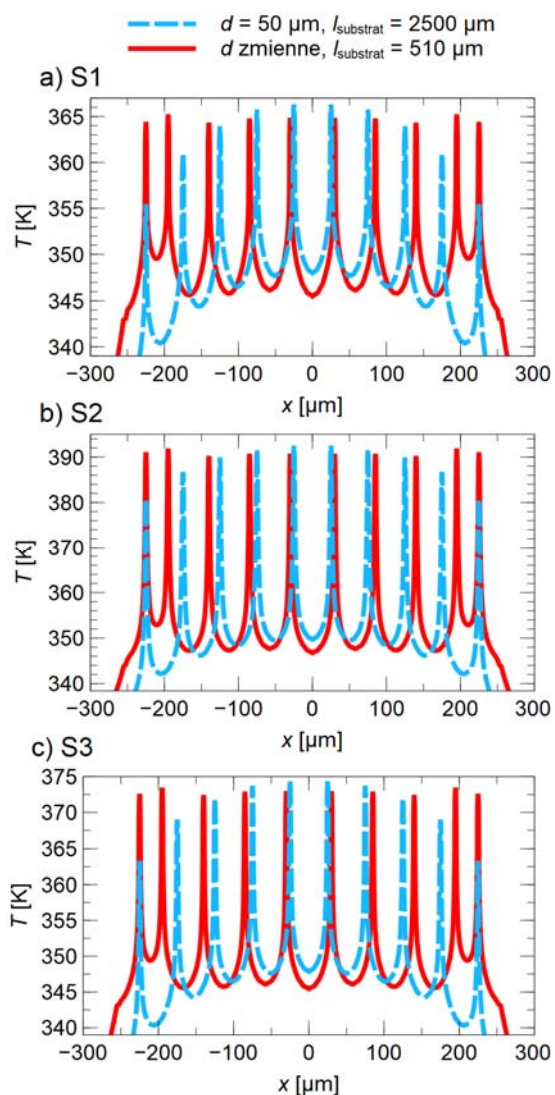 d = 50 µm, lsubstrat = 2500 µm
d zmienne, lsubstrat = 510 µm
a) S1
365
360
355
350
345
340
T [K]
−300 −200 −100 0 100 200 300
x [µm]
b) S2
390
380
370
360
350
340
T [K]
−300 −200 −100 0 100 200 300
x [µm]
c) S3
375
370
365
360
355
350
345
340
T [K]
−300 −200 −100 0 100 200 300
x [µm]